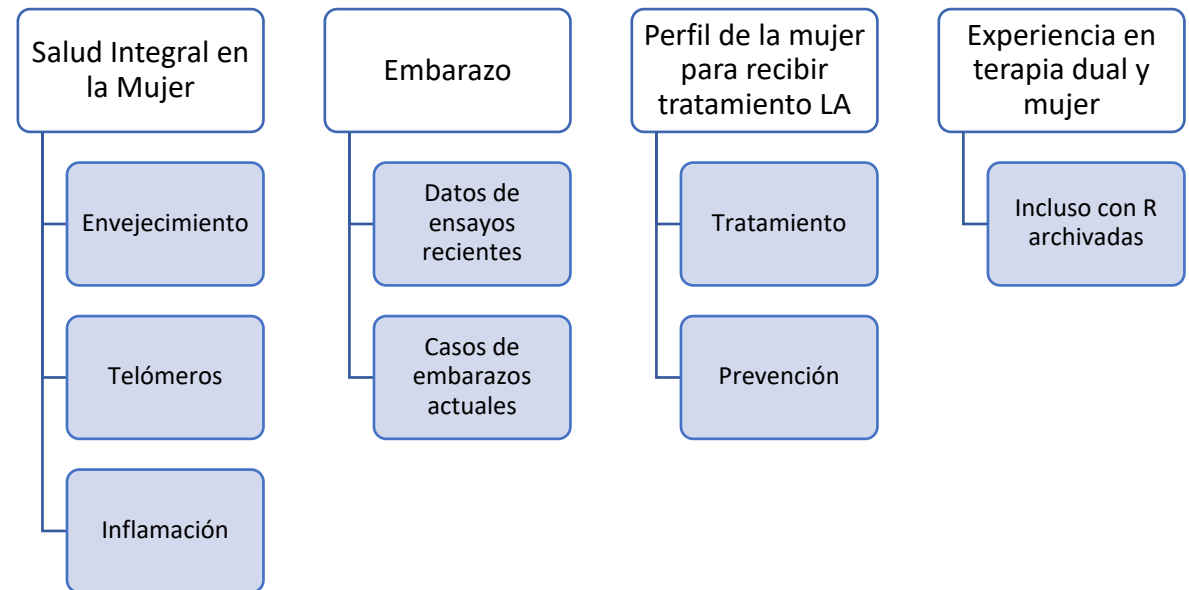 Salud Integral en
la Mujer
Envejecimiento
Telómeros
Inflamación
Embarazo
Datos de
ensayos
recientes
Casos de
embarazos
actuales
Perfil de la mujer
para recibir
tratamiento LA
Tratamiento
Prevención
Experiencia en
terapia dual y
mujer
Incluso con R
archivadas